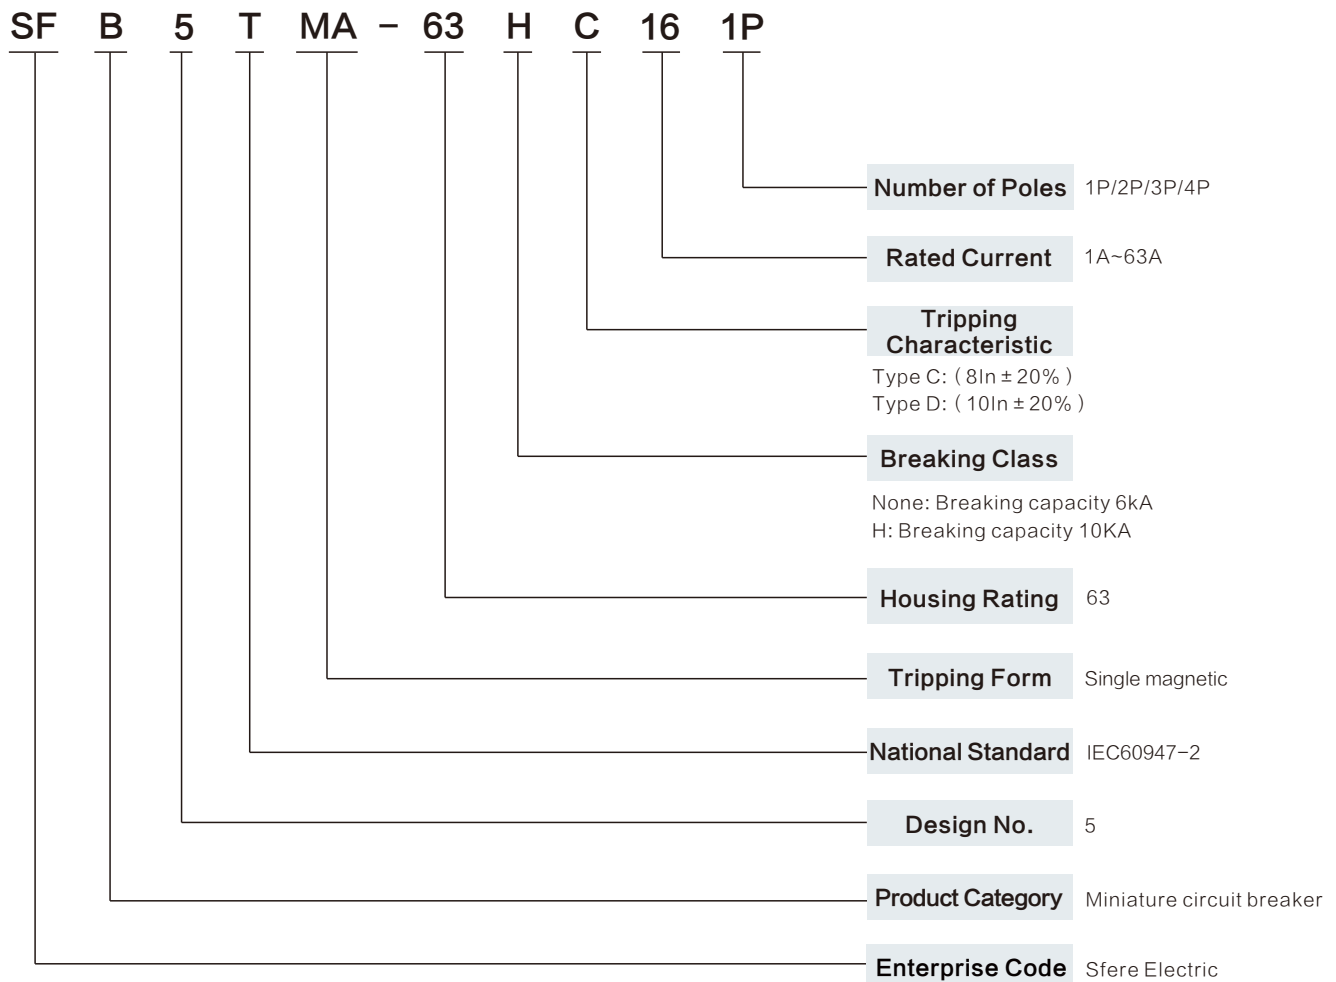 SF B 5 T MA - 63 H C 16 1P
Number of Poles 1P/2P/3P/4P
Rated Current 1A~63A
Tripping
Characteristic
Type C: ( 8In ± 20% )
Type D: ( 10In ± 20% )
Breaking Class
None: Breaking capacity 6kA
H: Breaking capacity 10KA
Housing Rating 63
Tripping Form Single magnetic
National Standard IEC60947-2
Design No. 5
Product Category Miniature circuit breaker
Enterprise Code Sfere Electric